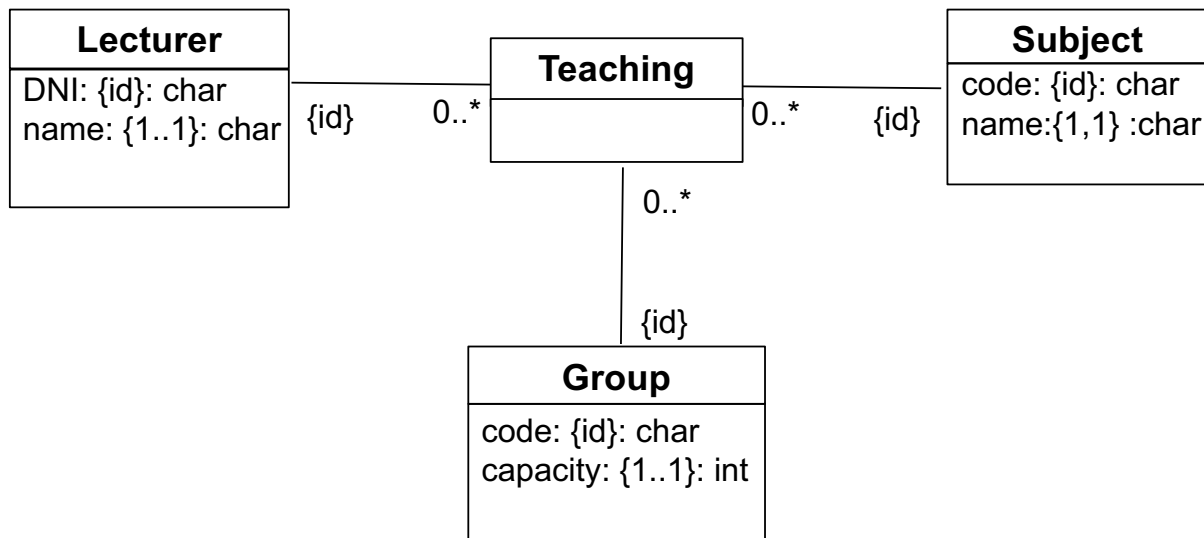 Lecturer
DNI: {id}: char
name: {1..1}: char
{id}
0..*
Teaching
0..*
{id}
Subject
code: {id}: char
name:{1,1} :char
0..*
{id}
Group
code: {id}: char
capacity: {1..1}: int